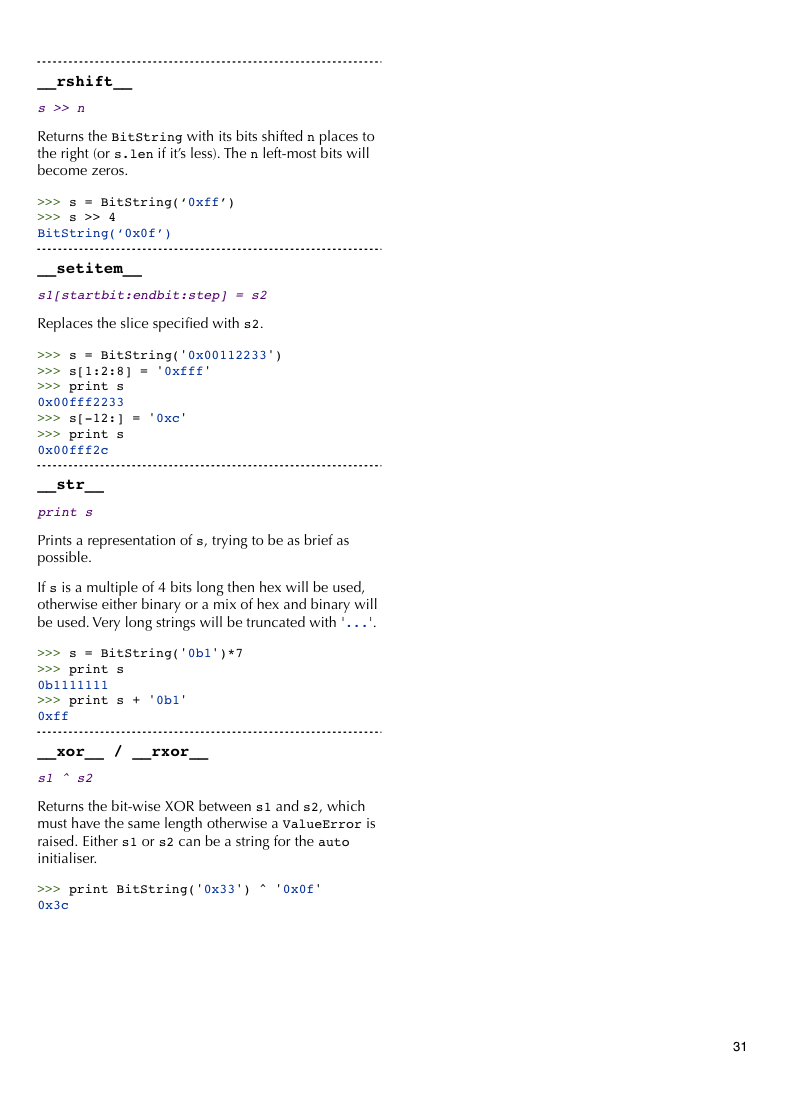 __rshift__
s >> n
Returns the BitString with its bits shifted n places to
the right (or s.len if it’s less). The n left-most bits will
become zeros.
>>> s = BitString(‘0xff’)
>>> s >> 4
BitString(‘0x0f’)
__setitem__
s1[startbit:endbit:step] = s2
Replaces the slice specified with s2.
>>> s = BitString('0x00112233')
>>> s[1:2:8] = '0xfff'
>>> print s
0x00fff2233
>>> s[-12:] = '0xc'
>>> print s
0x00fff2c
__str__
print s
Prints a representation of s, trying to be as brief as
possible.
If s is a multiple of 4 bits long then hex will be used,
otherwise either binary or a mix of hex and binary will
be used. Very long strings will be truncated with '...'.
>>> s = BitString('0b1')*7
>>> print s
0b1111111
>>> print s + '0b1'
0xff
__xor__ / __rxor__
s1 ^ s2
Returns the bit-wise XOR between s1 and s2, which
must have the same length otherwise a ValueError is
raised. Either s1 or s2 can be a string for the auto
initialiser.
>>> print BitString('0x33') ^ '0x0f'
0x3c
31